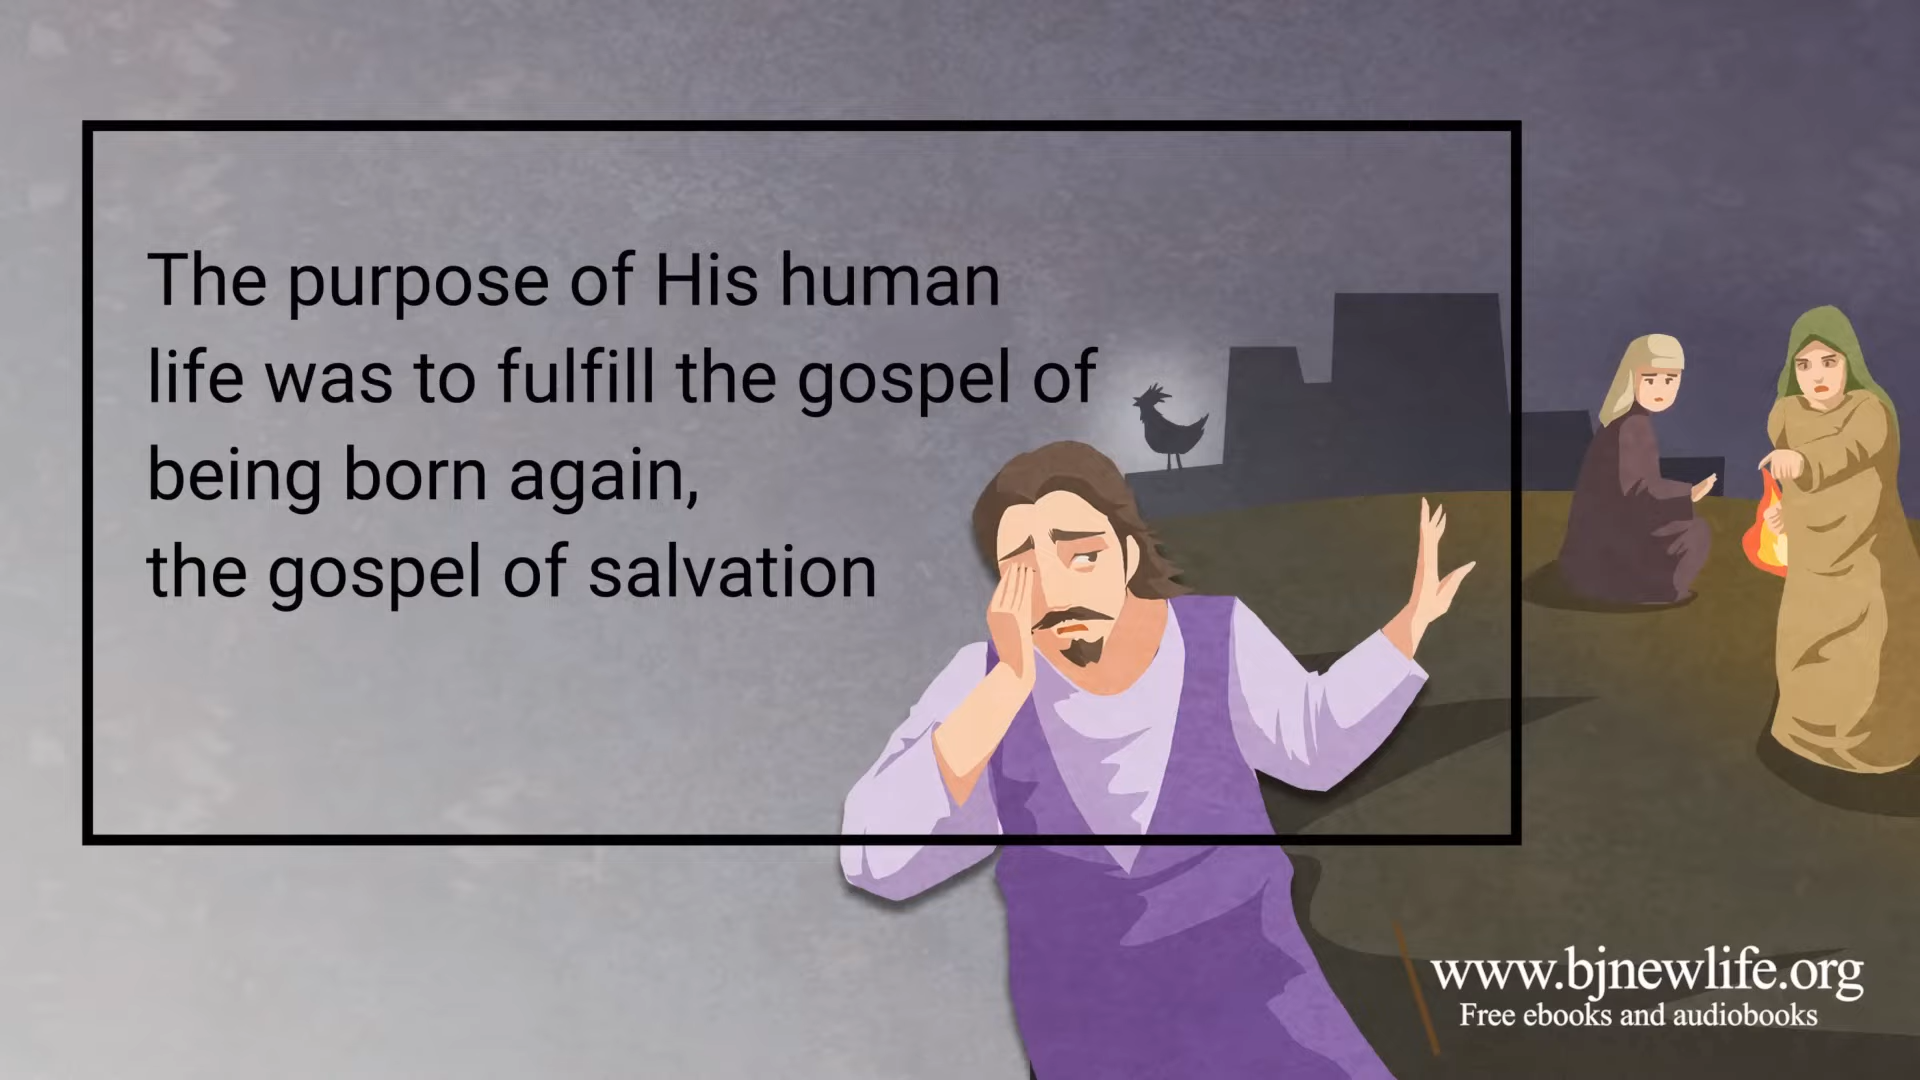 The purpose of His human
life was to fulfill the gospel of
being born again,
the gospel of salvation
www.bjnewlife.org
Free ebooks and audiobooks